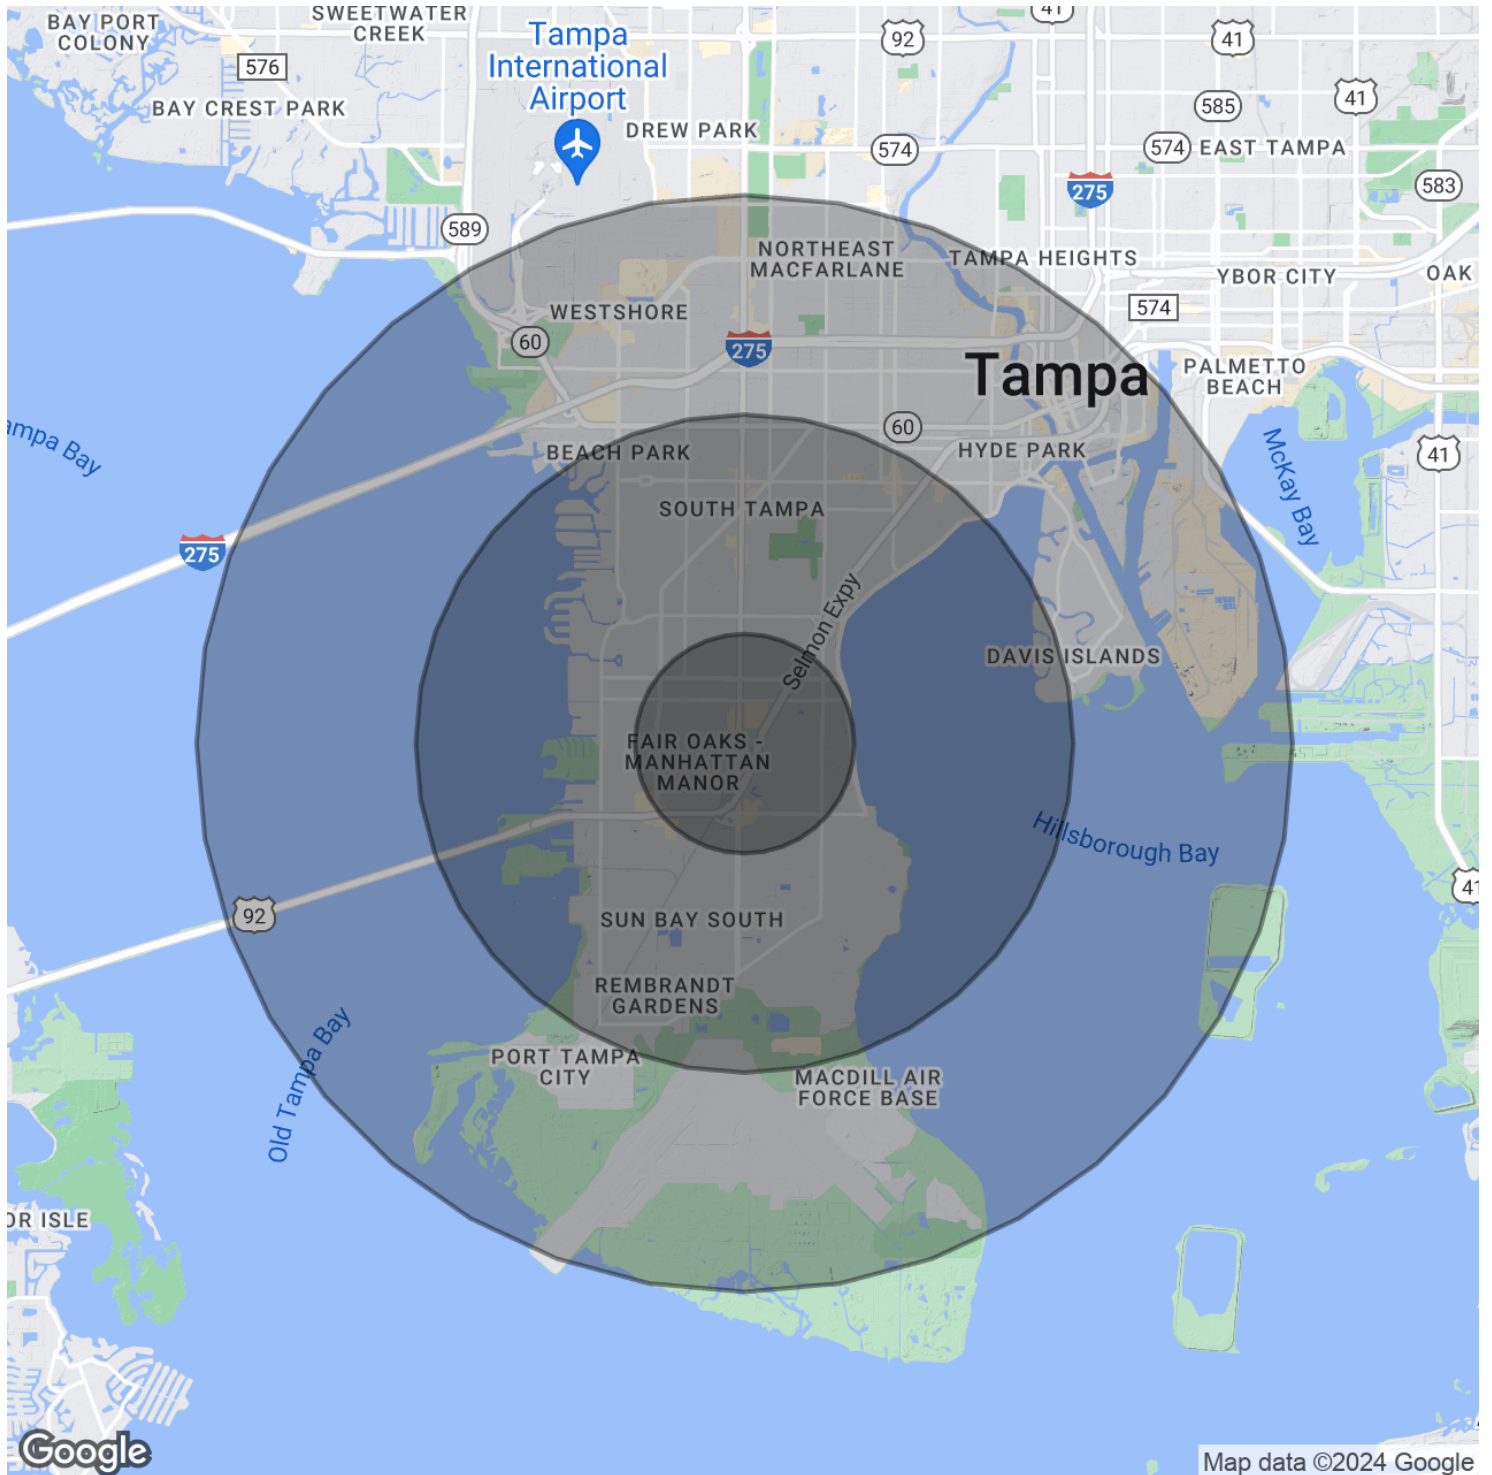 BAY PORT
COLONY
SWEETWATER
CREEK
41
Tampa
International
Airport
92
41
576
BAY CREST PARK
DREW PARK
585
41
574
574
EAST TAMPA
275
583
589
NORTHEAST
MACFARLANE
TAMPA HEIGHTS
YBOR CITY
OAK
WESTSHORE
574
60
275
Tampa
PALMETTO
BEACH
60
ampa Bay
BEACH PARK
HYDE PARK
41
McKay Bay
SOUTH TAMPA
275
Selmon Expy
DAVIS ISLANDS
FAIR OAKS -
MANHATTAN
MANOR
Hillsborough Bay
41
92
SUN BAY SOUTH
REMBRANDT
GARDENS
Old Tampa Bay
PORT TAMPA
CITY
MACDILL AIR
FORCE BASE
OR ISLE
Google
Map data ©2024 Google